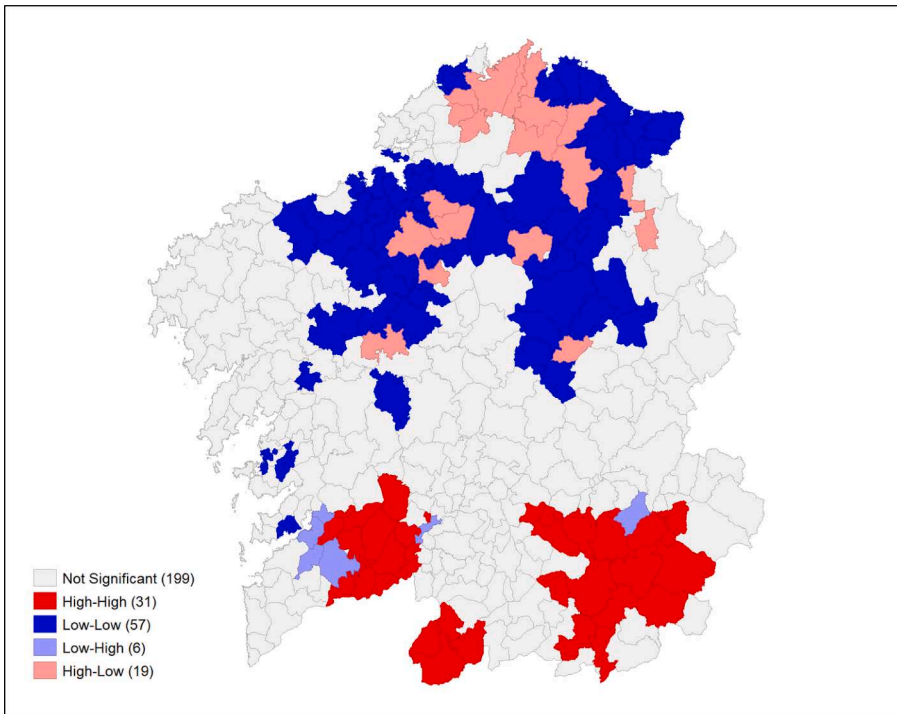 Not Significant (199)
High-High (31)
Low-Low (57)
Low-High (6)
High-Low (19)